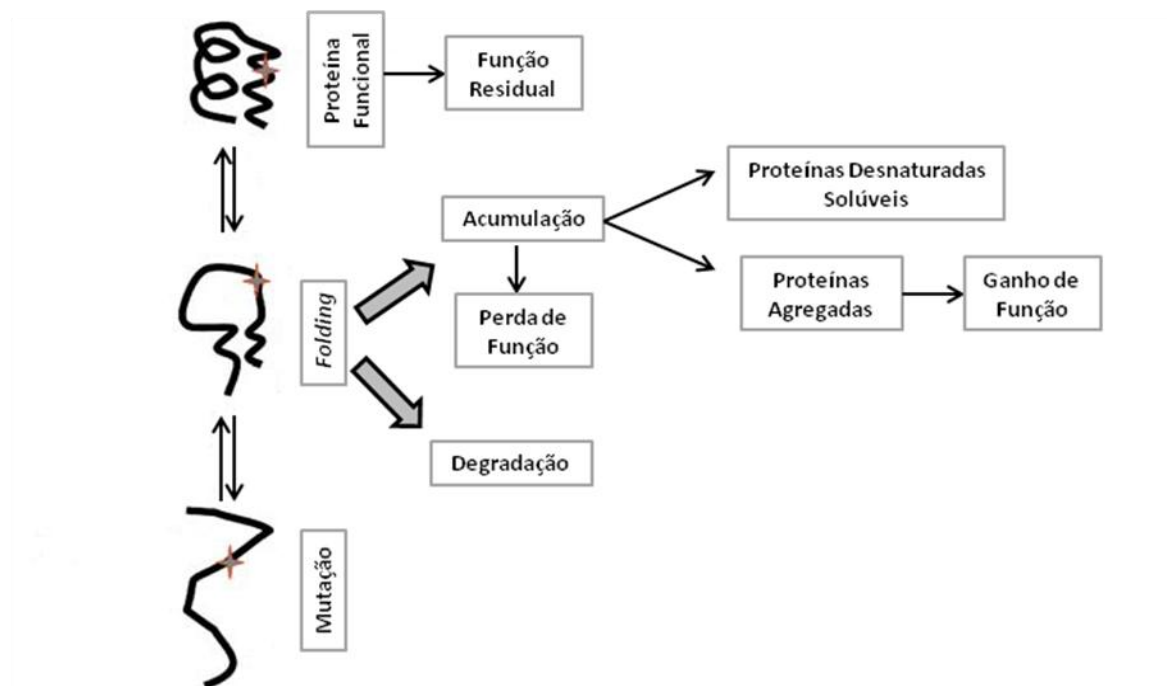 Proteína
Funcional
Função
Residual
Proteínas Desnaturadas
Solúveis
Acumulação
Proteínas
Agregadas
Ganho de
Função
Folding
Perda de
Função
Degradação
Mutação